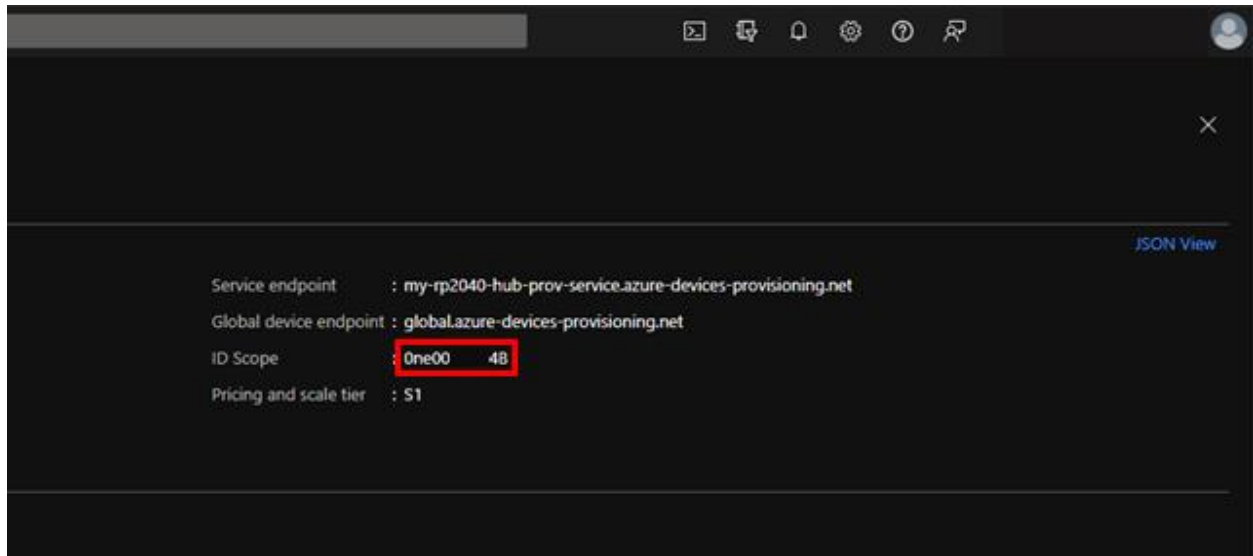 JSON View
Service endpoint : my-rp2040-hub-prov-service.azure-devices-provisioning.net
Global device endpoint : global.azure-devices-provisioning.net
ID Scope : 0ne00 4B
Pricing and scale tier : S1